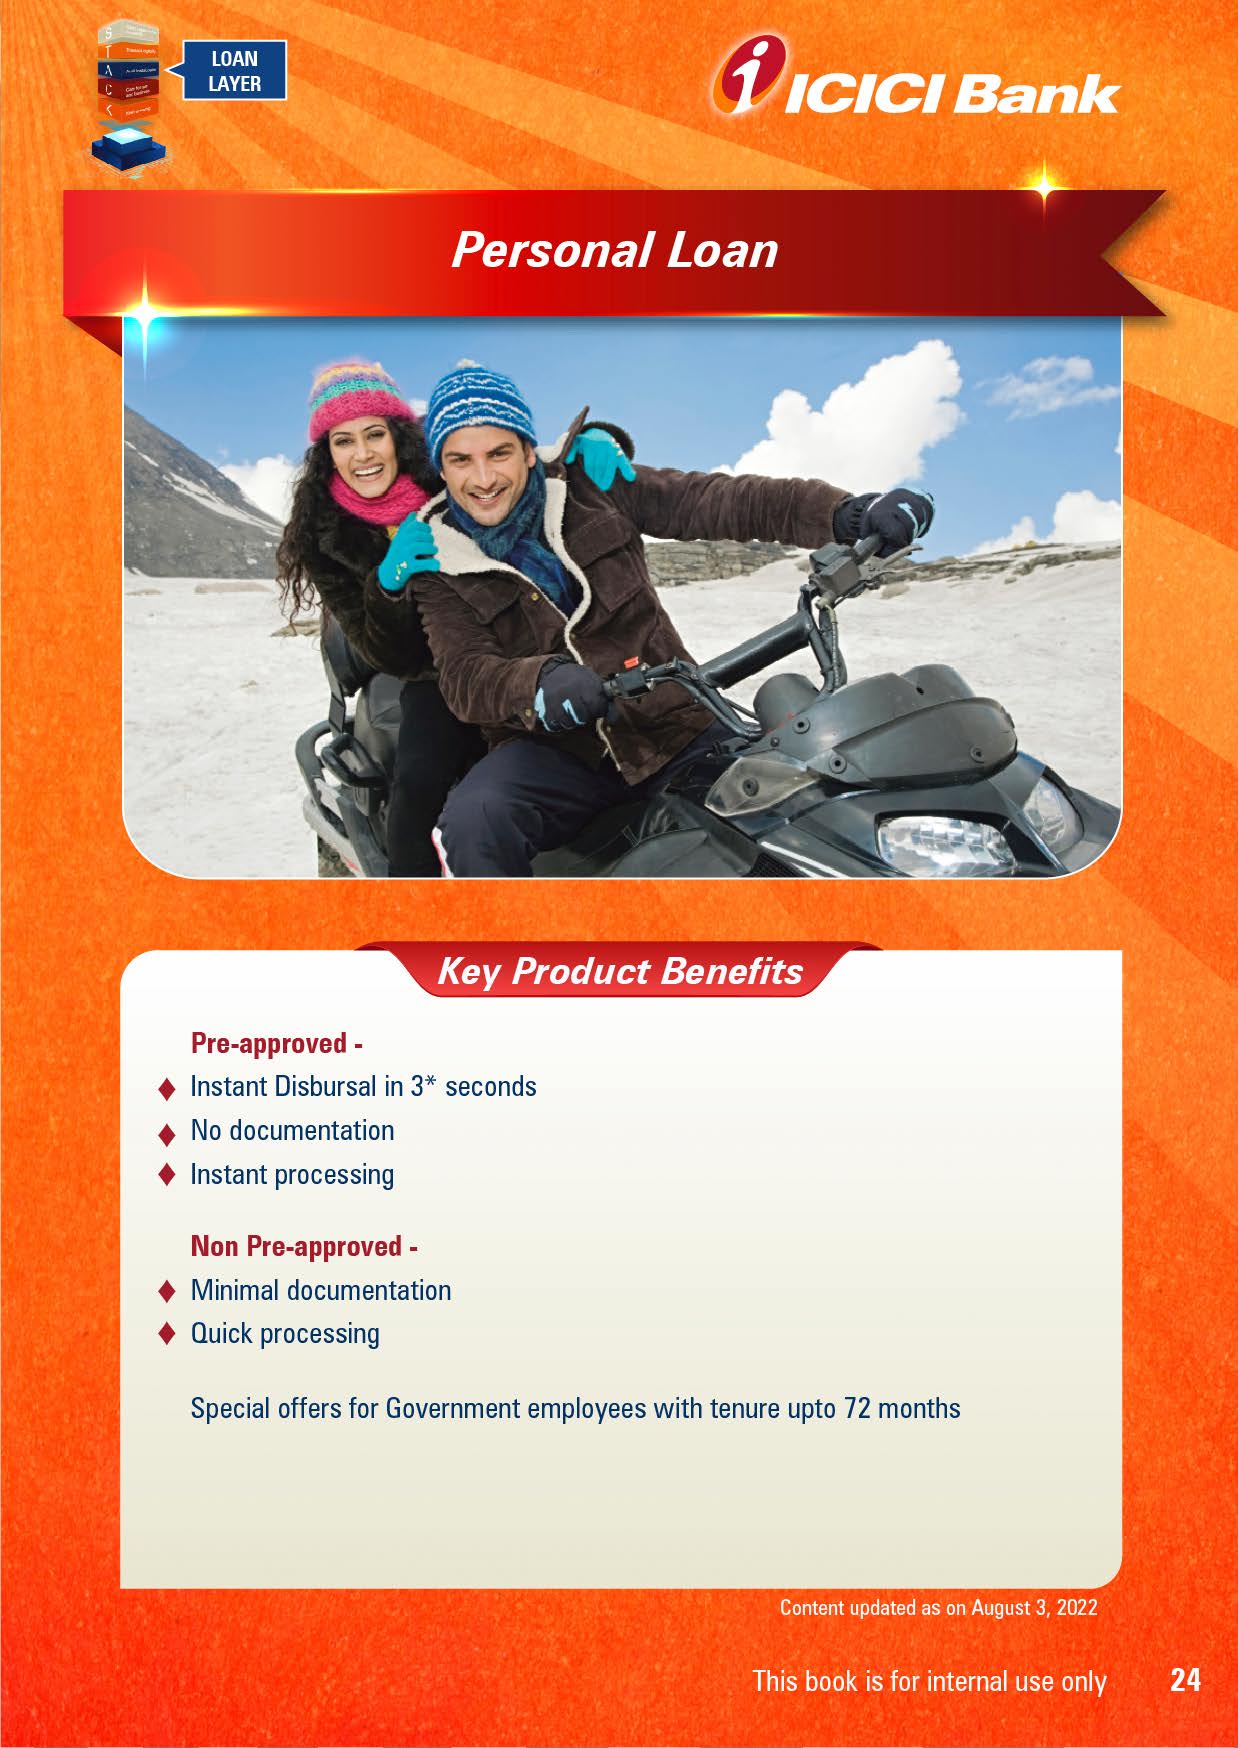 S
T
A
C
K
LOAN
LAYER
ICICI Bank
Personal Loan
Key Product Benefits
Pre-approved -
Instant Disbursal in 3* seconds
No documentation
Instant processing
Non Pre-approved -
Minimal documentation
Quick processing
Special offers for Government employees with tenure upto 72 months
Content updated as on August 3, 2022
This book is for internal use only 24